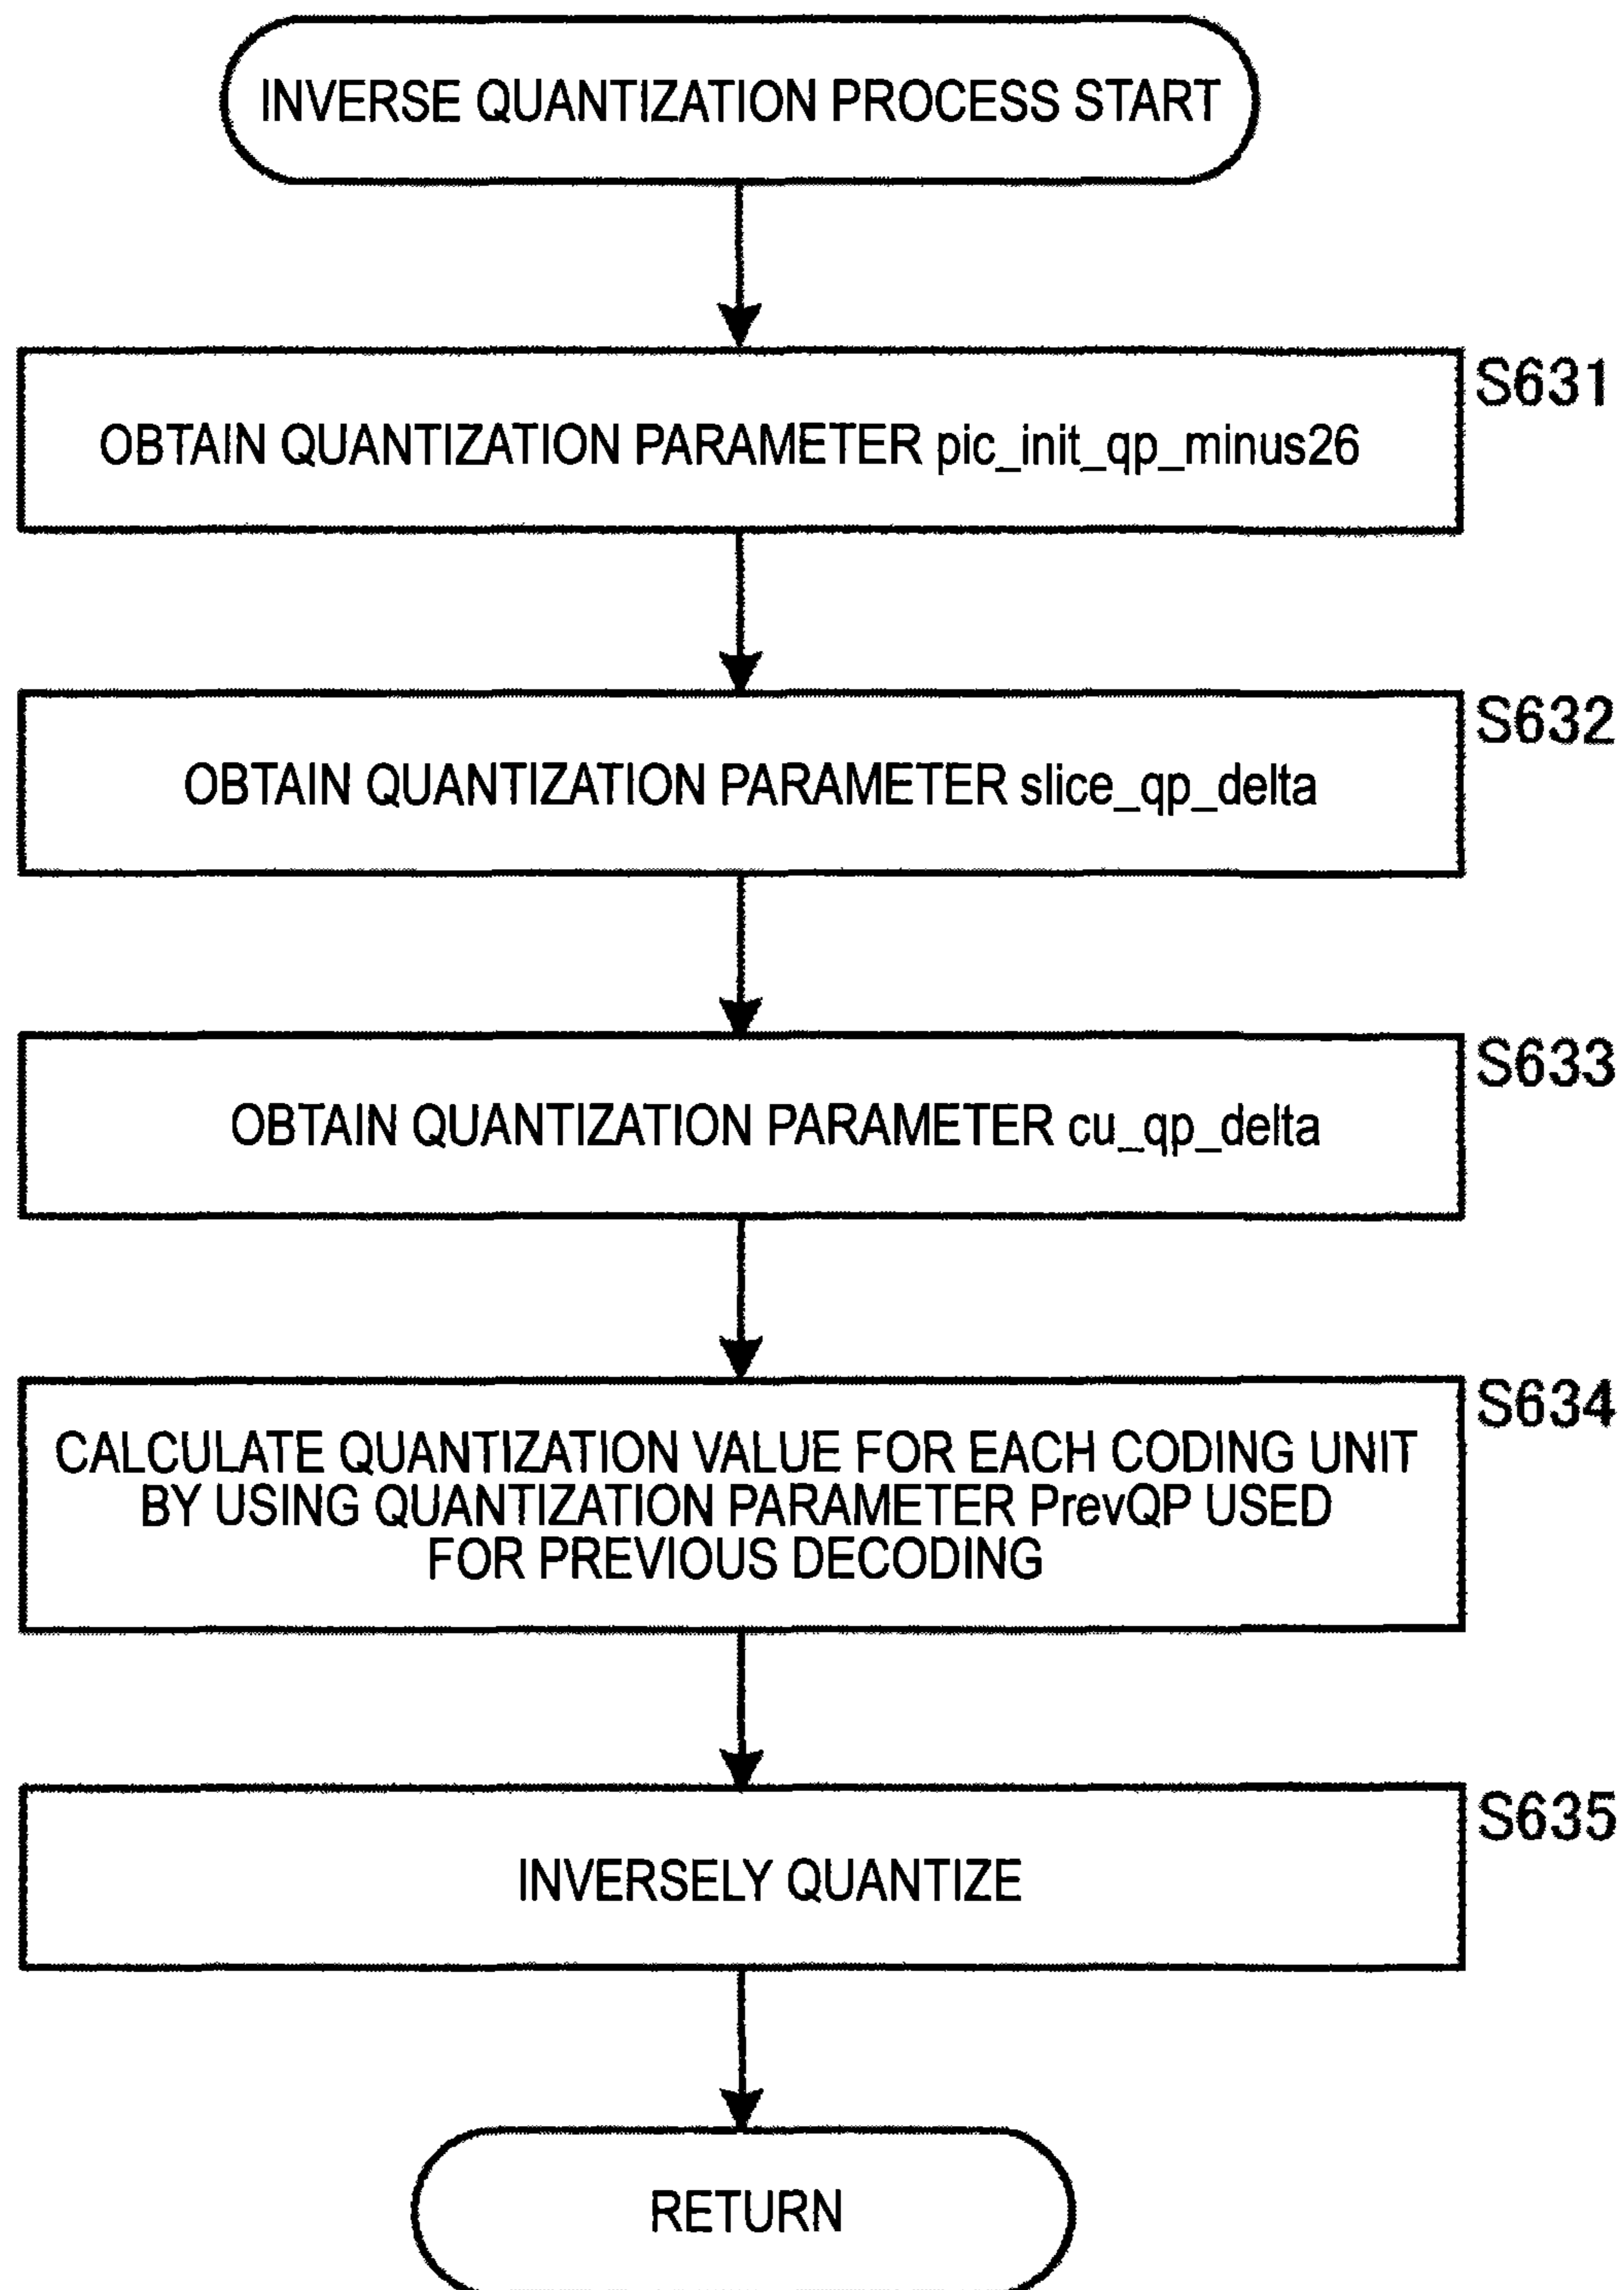 INVERSE QUANTIZATION PROCESS START
S631
OBTAIN QUANTIZATION PARAMETER pic_init_qp_minus26
S632
OBTAIN QUANTIZATION PARAMETER slice_qp_delta
S633
OBTAIN QUANTIZATION PARAMETER cu_qp_delta
S634
CALCULATE QUANTIZATION VALUE FOR EACH CODING UNIT
BY USING QUANTIZATION PARAMETER PrevQP USED
FOR PREVIOUS DECODING
S635
INVERSELY QUANTIZE
RETURN